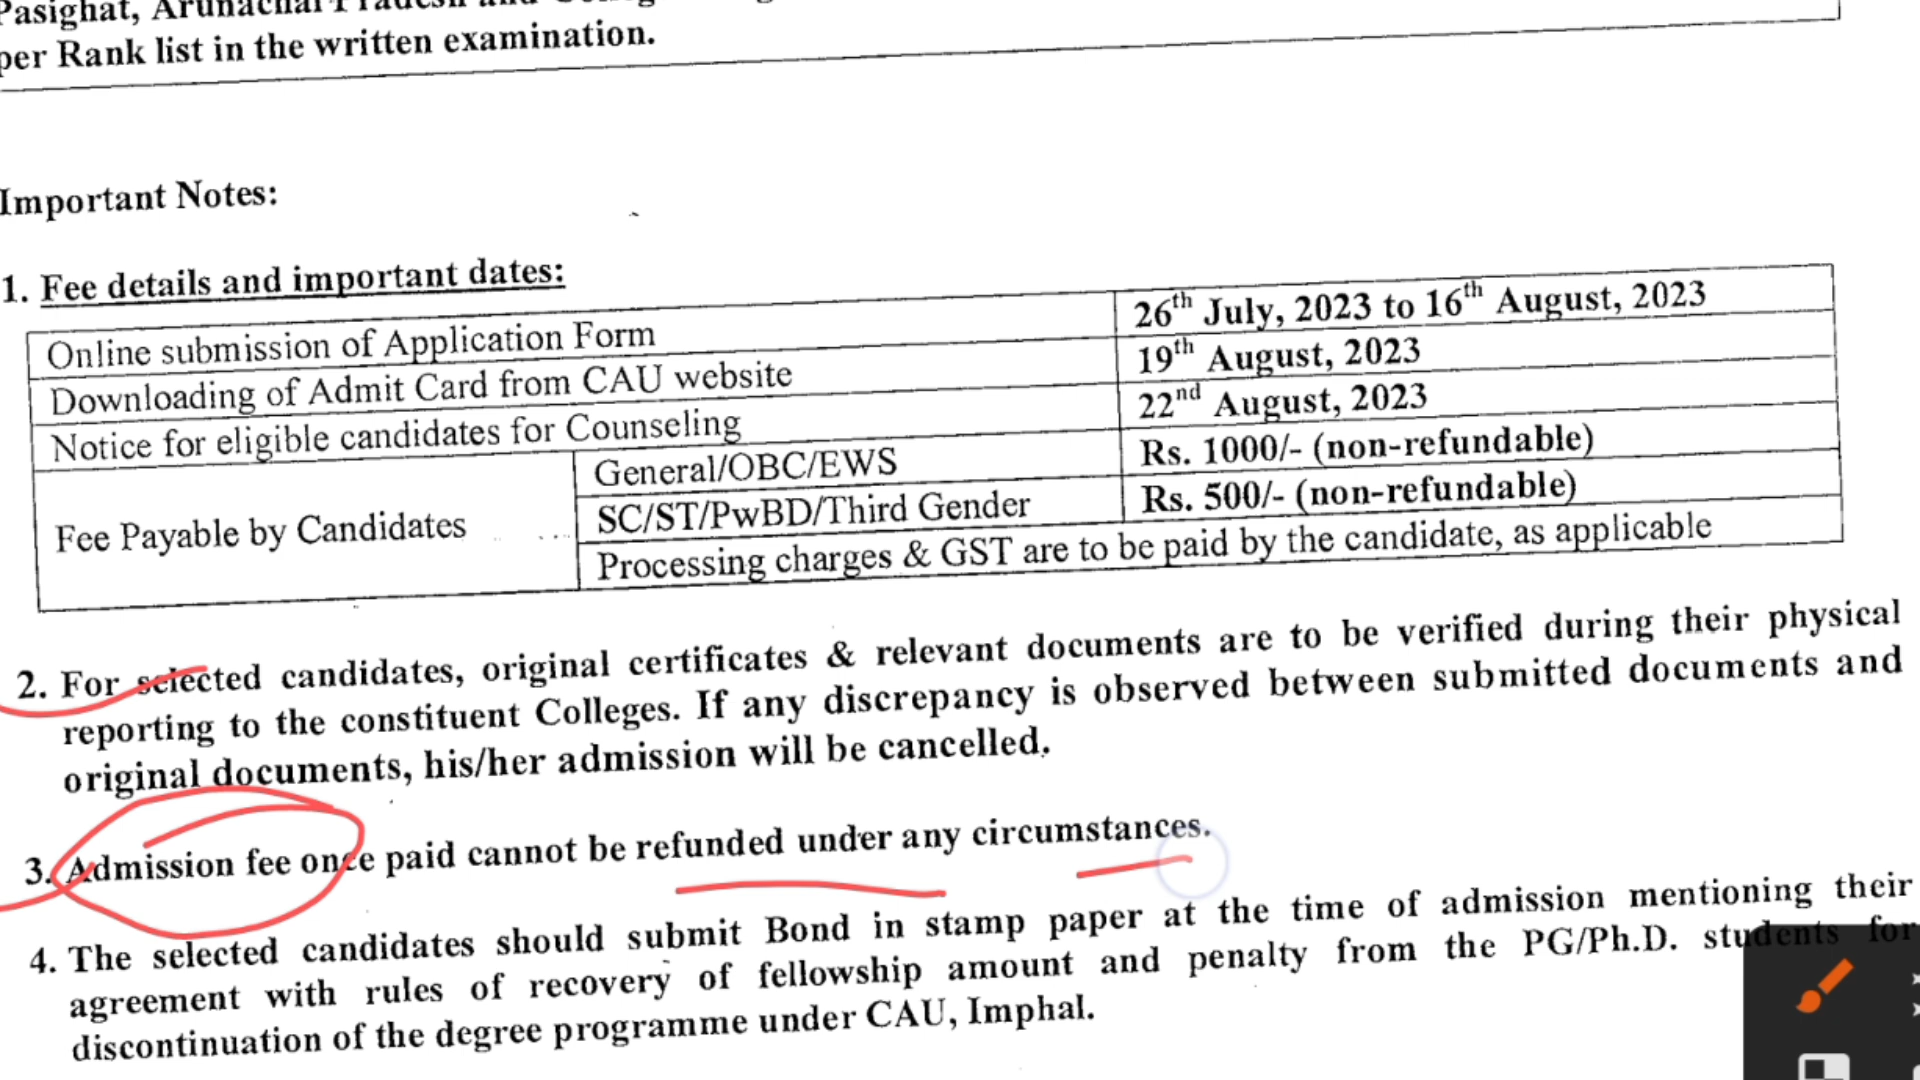 Pasighat, Arunachal Pradesh and
per Rank list in the written examination.
Important Notes:
1. Fee details and important dates:
Online submission of Application Form 26th July, 2023 to 16th August, 2023
Downloading of Admit Card from CAU website 19th August, 2023
Notice for eligible candidates for Counseling 22nd August, 2023
Fee Payable by Candidates
General/OBC/EWS Rs. 1000/- (non-refundable)
SC/ST/PwBD/Third Gender Rs. 500/- (non-refundable)
Processing charges & GST are to be paid by the candidate, as applicable
2. For selected candidates, original certificates & relevant documents are to be verified during their physical
reporting to the constituent Colleges. If any discrepancy is observed between submitted documents and
original documents, his/her admission will be cancelled.
3. Admission fee once paid cannot be refunded under any circumstances.
4. The selected candidates should submit Bond in stamp paper at the time of admission mentioning their
agreement with rules of recovery of fellowship amount and penalty from the PG/Ph.D. students for
discontinuation of the degree programme under CAU, Imphal.